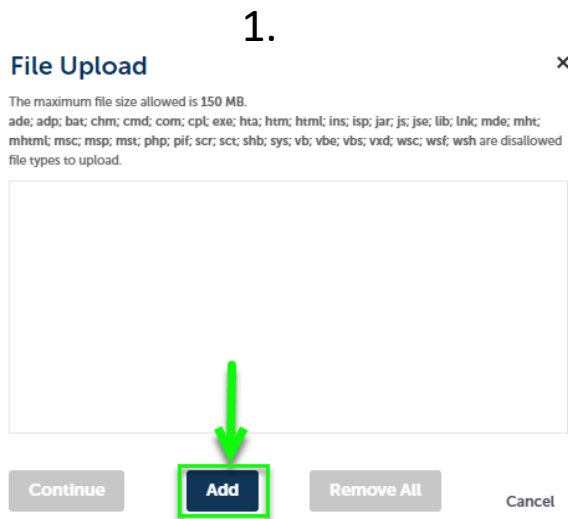 1.
File Upload ×
The maximum file size allowed is 150 MB.
ade; adp; bat; chm; cmd; com; cpl; exe; hta; htm; html; ins; isp; jar; js; jse; lib; lnk; mde; mht;
mhtml; msc; msp; mst; php; pif; scr; sct; shb; sys; vb; vbe; vbs; vxd; wsc; wsf; wsh are disallowed
file types to upload.
Continue Add Remove All Cancel